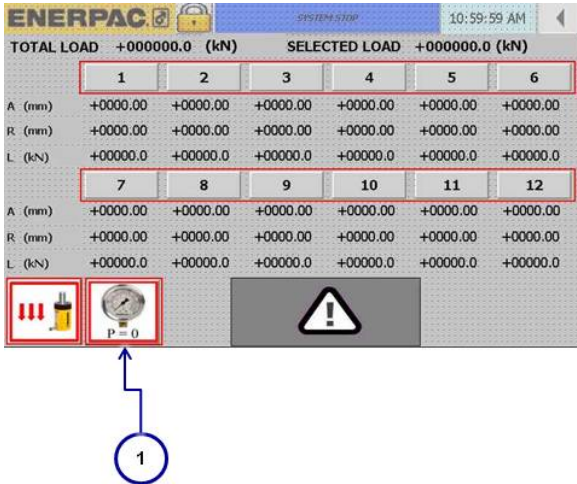 ENERPAC SYSTEM STOP 10:59:59 AM
TOTAL LOAD +000000.0 (kN) SELECTED LOAD +000000.0 (kN)
1 2 3 4 5 6
A (mm) +0000.00 +0000.00 +0000.00 +0000.00 +0000.00 +0000.00
R (mm) +0000.00 +0000.00 +0000.00 +0000.00 +0000.00 +0000.00
L (kN) +00000.0 +00000.0 +00000.0 +00000.0 +00000.0 +00000.0
7 8 9 10 11 12
A (mm) +0000.00 +0000.00 +0000.00 +0000.00 +0000.00 +0000.00
R (mm) +0000.00 +0000.00 +0000.00 +0000.00 +0000.00 +0000.00
L (kN) +00000.0 +00000.0 +00000.0 +00000.0 +00000.0 +00000.0
P = 0
1